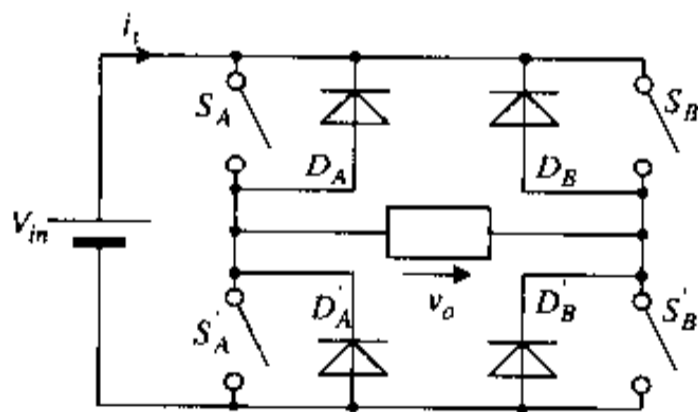 i_t
S_A
S_B
D_A
D_B
V_in
v_o
S'_A
D'_A
D'_B
S'_B